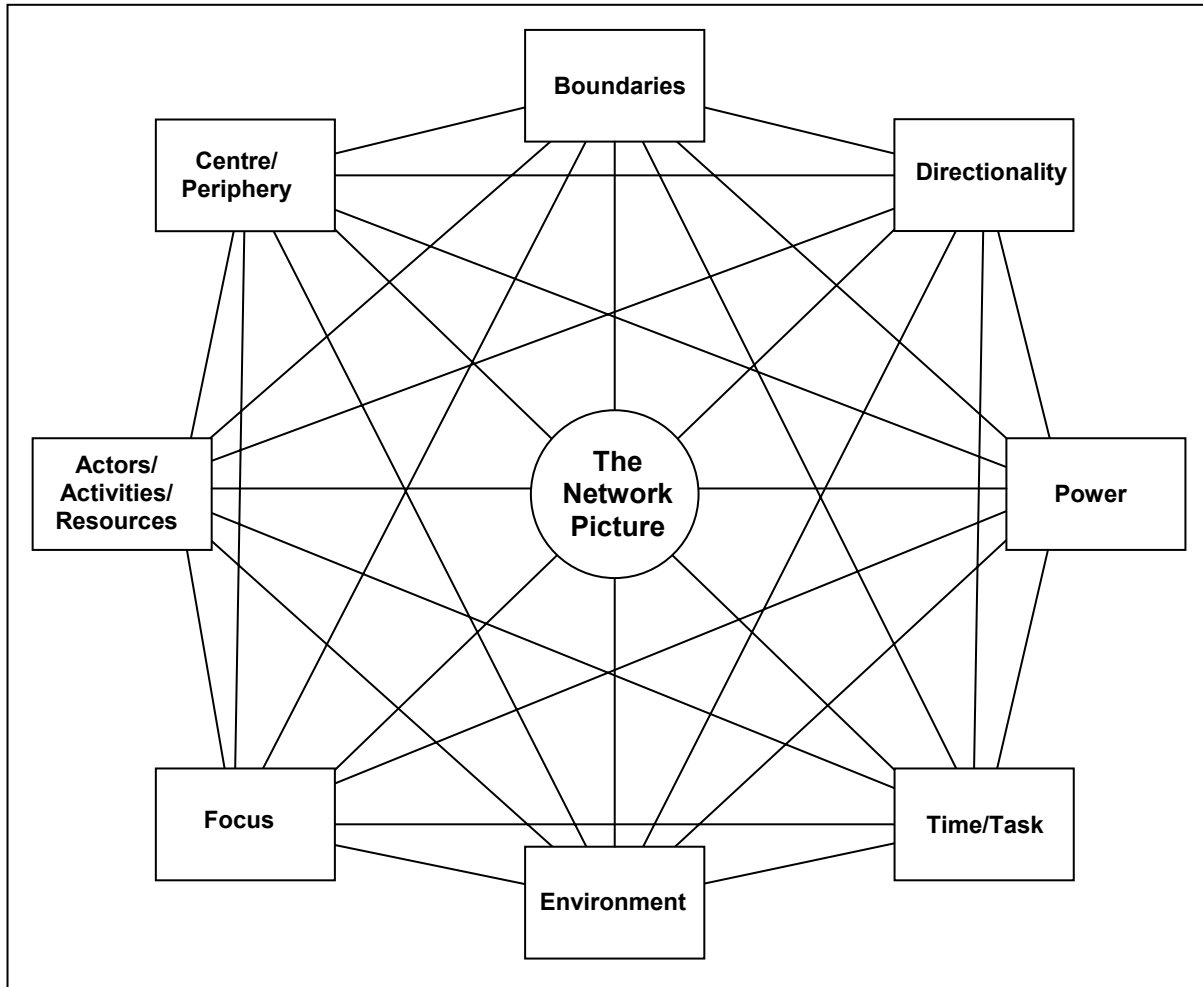 Boundaries
Centre/
Periphery
Directionality
Actors/
Activities/
Resources
The
Network
Picture
Power
Focus
Time/Task
Environment